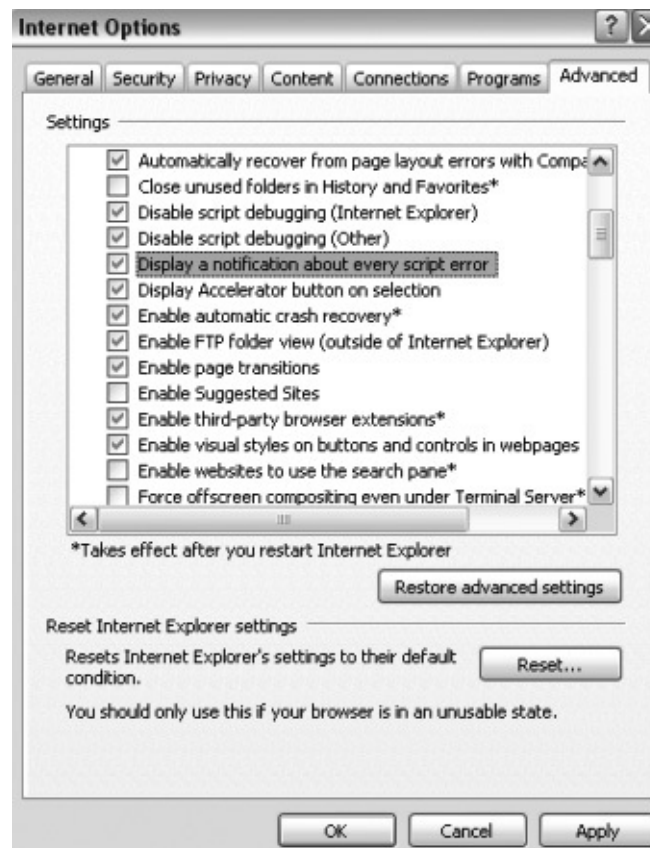 Internet Options
General Security Privacy Content Connections Programs Advanced
Settings
Automatically recover from page layout errors with Compa
Close unused folders in History and Favorites*
Disable script debugging (Internet Explorer)
Disable script debugging (Other)
Display a notification about every script error
Display Accelerator button on selection
Enable automatic crash recovery*
Enable FTP folder view (outside of Internet Explorer)
Enable page transitions
Enable Suggested Sites
Enable third-party browser extensions*
Enable visual styles on buttons and controls in webpages
Enable websites to use the search pane*
Force offscreen compositing even under Terminal Server*
*Takes effect after you restart Internet Explorer
Restore advanced settings
Reset Internet Explorer settings
Resets Internet Explorer's settings to their default
condition.
Reset...
You should only use this if your browser is in an unusable state.
OK Cancel Apply